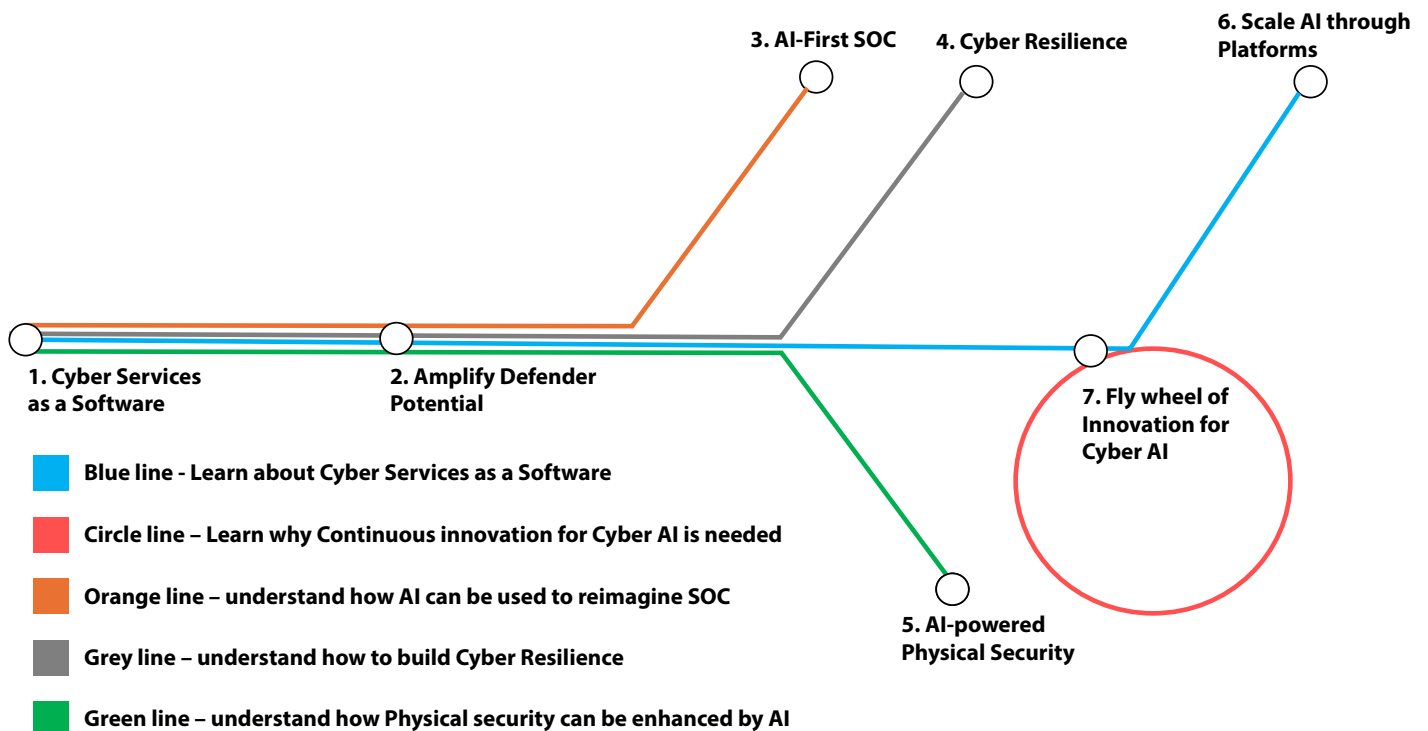 3. AI-First SOC
4. Cyber Resilience
6. Scale AI through
Platforms
1. Cyber Services
as a Software
2. Amplify Defender
Potential
7. Fly wheel of
Innovation for
Cyber AI
Blue line - Learn about Cyber Services as a Software
Circle line – Learn why Continuous innovation for Cyber AI is needed
Orange line – understand how AI can be used to reimagine SOC
5. AI-powered
Physical Security
Grey line – understand how to build Cyber Resilience
Green line – understand how Physical security can be enhanced by AI